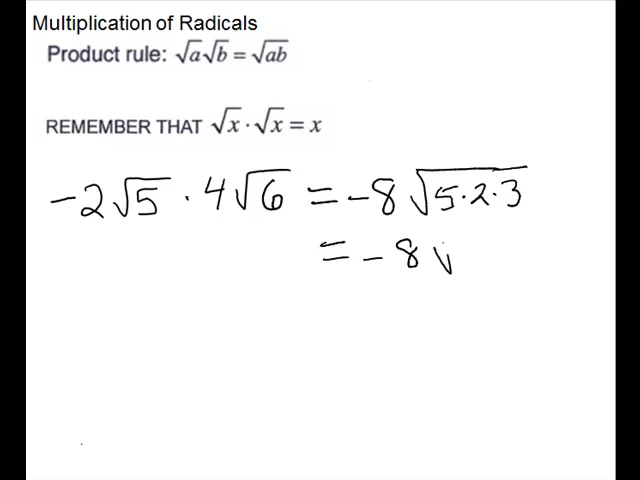 Multiplication of Radicals
Product rule: √a√b = √ab
REMEMBER THAT √x · √x = x
-2√5 · 4√6 = -8√5·2·3
= -8√